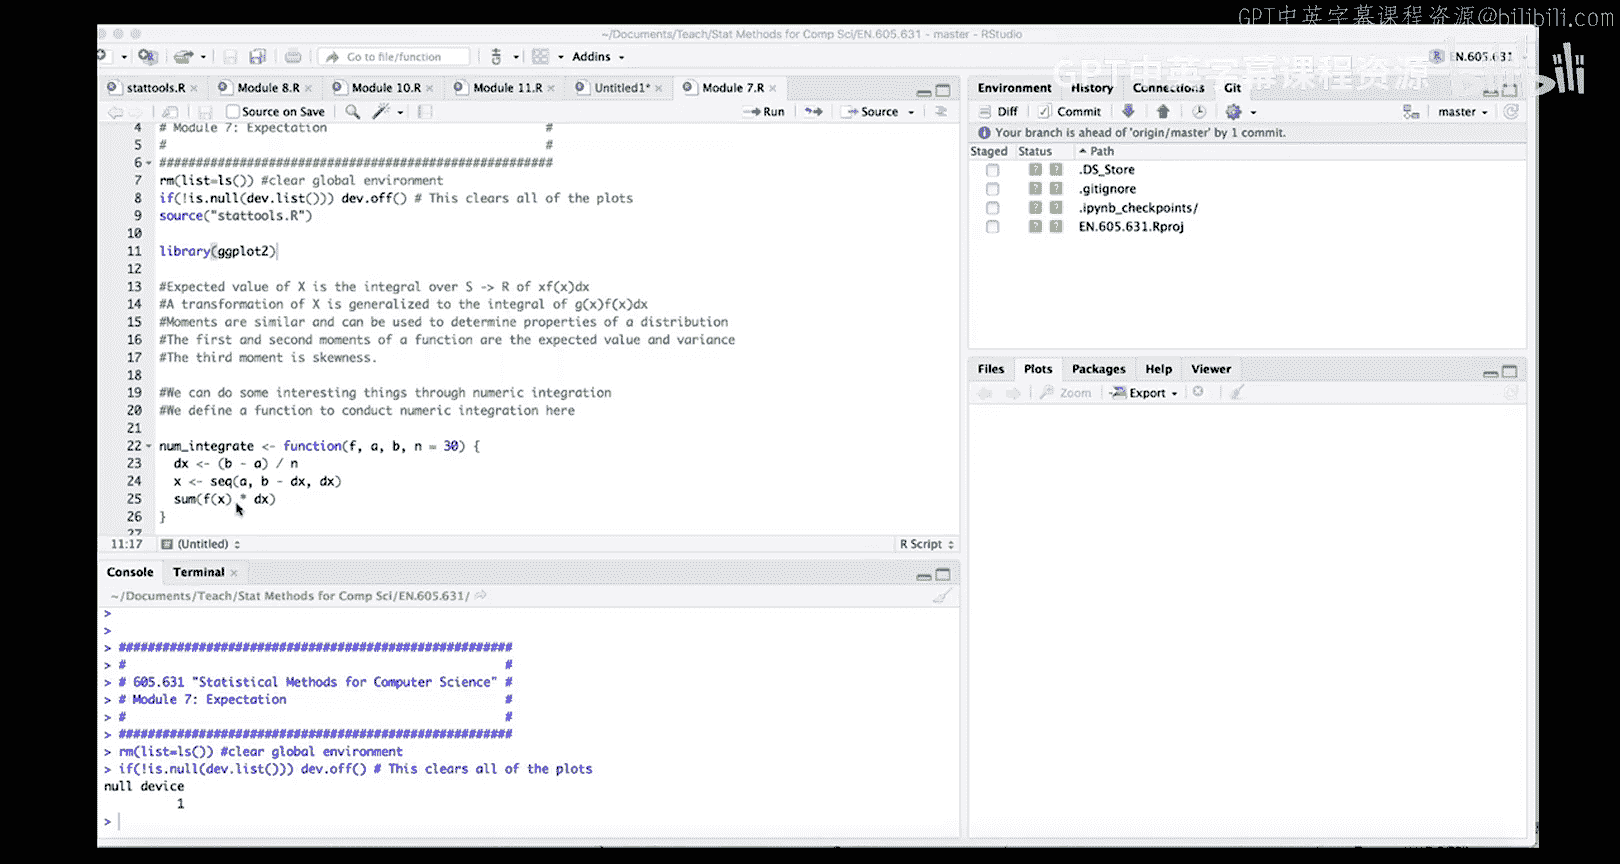 GPT中英字幕课程资源@bilibili.com
~/Documents/Teach/Stat Methods for Comp Sci/EN.605.631 - master - RStudio
Go to file/function
Addins
EN.605.631
GPT中英字幕课程资源
stattools.R
Module 8.R
Module 10.R
Module 11.R
Untitled1*
Module 7.R
Source on Save
Run
Source
4 # Module 7: Expectation #
5 # #
6 ######################################################
7 rm(list=ls()) #clear global environment
8 if(!is.null(dev.list())) dev.off() # This clears all of the plots
9 source("stattools.R")
10
11 library(ggplot2)
12
13 #Expected value of X is the integral over S -> R of xf(x)dx
14 #A transformation of X is generalized to the integral of g(x)f(x)dx
15 #Moments are similar and can be used to determine properties of a distribution
16 #The first and second moments of a function are the expected value and variance
17 #The third moment is skewness.
18
19 #We can do some interesting things through numeric integration
20 #We define a function to conduct numeric integration here
21
22 num_integrate <- function(f, a, b, n = 30) {
23 dx <- (b - a) / n
24 x <- seq(a, b - dx, dx)
25 sum(f(x) * dx)
26 }
27
11:17 (Untitled) R Script
Console Terminal
~/Documents/Teach/Stat Methods for Comp Sci/EN.605.631/
>
>
> ######################################################
> # #
> # 605.631 "Statistical Methods for Computer Science" #
> # Module 7: Expectation #
> # #
> ######################################################
> rm(list=ls()) #clear global environment
> if(!is.null(dev.list())) dev.off() # This clears all of the plots
null device
1
>
Environment History Connections Git
Diff Commit master
Your branch is ahead of 'origin/master' by 1 commit.
Staged Status Path
? ? .DS_Store
? ? .gitignore
? ? .ipynb_checkpoints/
? ? EN.605.631.Rproj
Files Plots Packages Help Viewer
Zoom Export